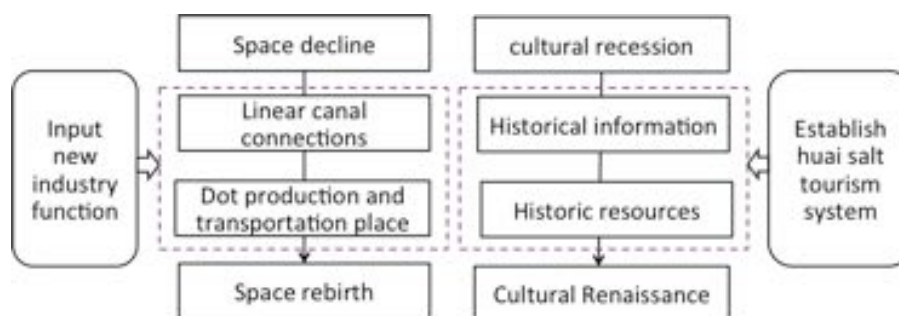 Space decline
cultural recession
Input
new
industry
function
Linear canal
connections
Dot production and
transportation place
Historical information
Historic resources
Establish
huai salt
tourism
system
Space rebirth
Cultural Renaissance